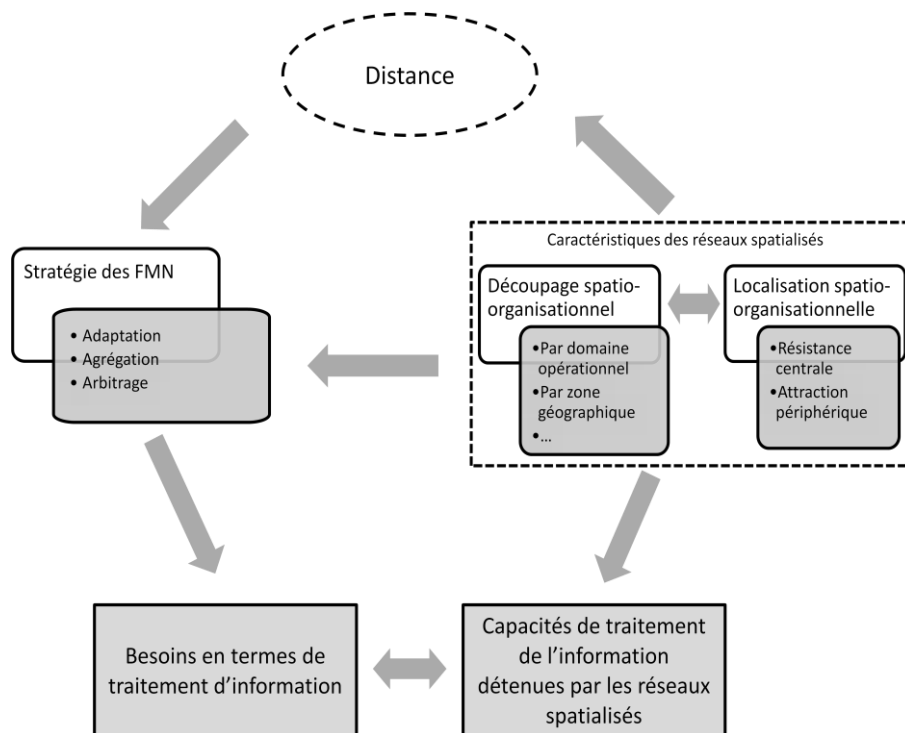 Distance
Caractéristiques des réseaux spatialisés
Stratégie des FMN
• Adaptation
• Agrégation
• Arbitrage
Découpage spatio-
organisationnel
•Par domaine
opérationnel
•Par zone
géographique
•...
Localisation spatio-
organisationnelle
•Résistance
centrale
•Attraction
périphérique
Besoins en termes de
traitement d’information
Capacités de traitement
de l’information
détenues par les réseaux
spatialisés